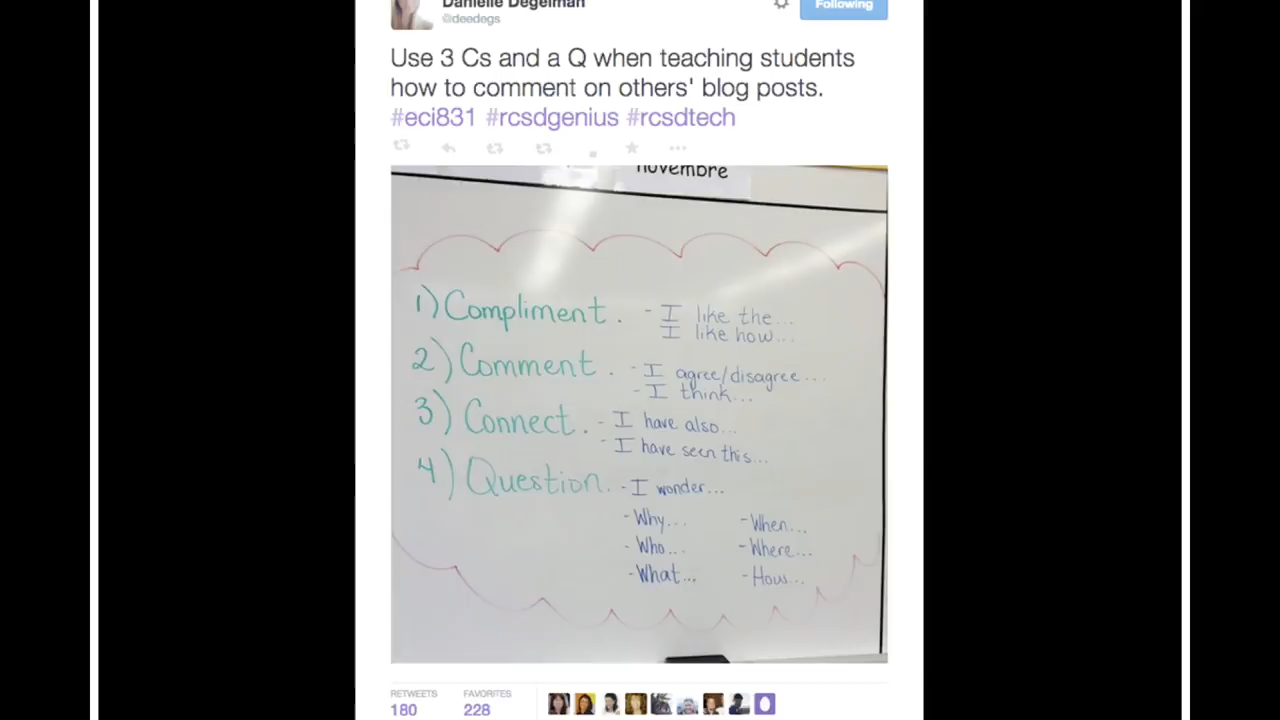 Danielle Degelman
@deedegs
Following
Use 3 Cs and a Q when teaching students
how to comment on others' blog posts.
#eci831 #rcsdgenius #rcsdtech
novembre
1) Compliment. - I like the...
I like how...
2) Comment. - I agree/disagree...
- I think...
3) Connect. - I have also...
- I have seen this...
4) Question. - I wonder...
- Why... - When...
- Who... - Where...
- What... - How...
RETWEETS FAVORITES
180 228